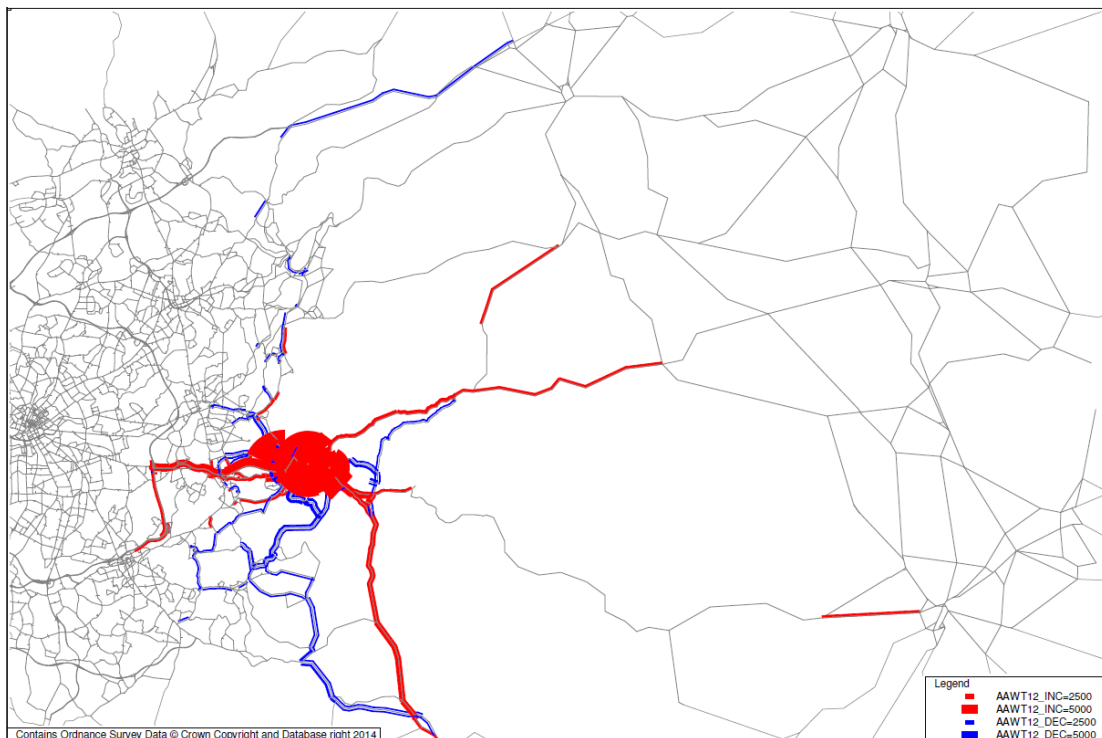 Legend
AAWT12_INC=2500
AAWT12_INC=5000
AAWT12_DEC=2500
AAWT12_DEC=5000
Contains Ordnance Survey Data © Crown Copyright and Database right 2014